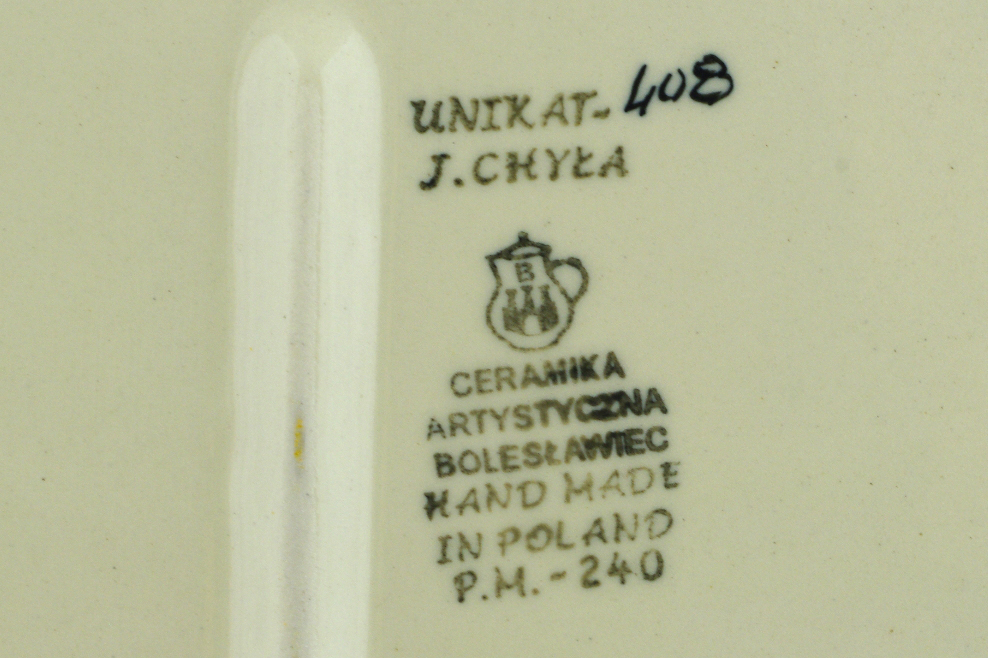 UNIKAT-408
J.CHYŁA
B
CERAMIKA
ARTYSTYCZNA
BOLESŁAWIEC
HAND MADE
IN POLAND
P.M.-240